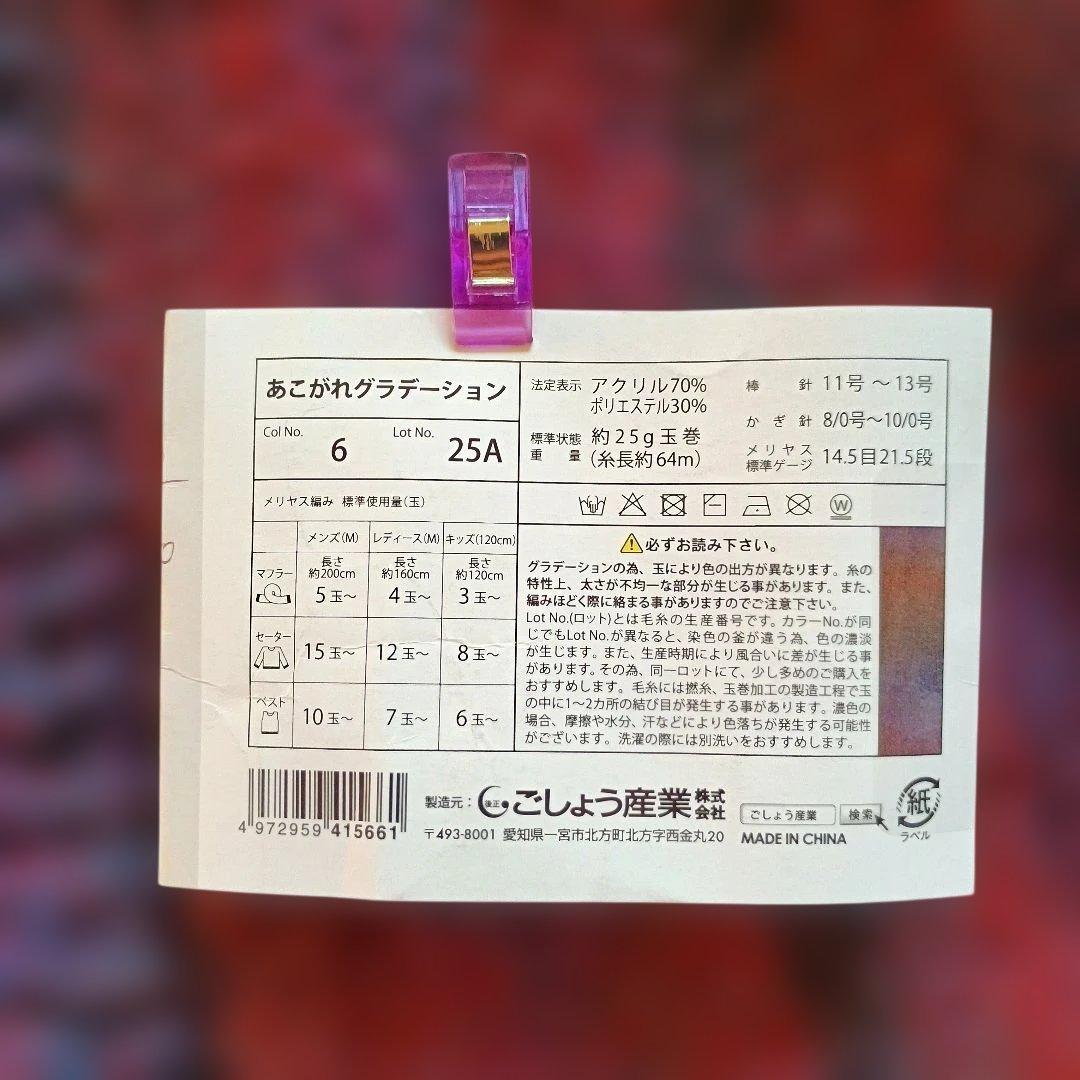 あこがれグラデーション
Col No. 6 Lot No. 25A
法定表示 アクリル70%
ポリエステル30%
標準状態重量 約25g玉巻
(糸長約64m)
棒針 11号～13号
かぎ針 8/0号～10/0号
メリヤス標準ゲージ 14.5目21.5段
メリヤス編み 標準使用量(玉)
メンズ(M) レディース(M) キッズ(120cm)
マフラー 長さ約200cm 5玉～ 長さ約160cm 4玉～ 長さ約120cm 3玉～
セーター 15玉～ 12玉～ 8玉～
ベスト 10玉～ 7玉～ 6玉～
W
必ずお読み下さい。
グラデーションの為、玉により色の出方が異なります。糸の
特性上、太さが不均一な部分が生じる事があります。また、
編みほどく際に絡まる事がありますのでご注意下さい。
Lot No.(ロット)とは毛糸の生産番号です。カラーNo.が同
じでもLot No.が異なると、染色の釜が違う為、色の濃淡
が生じます。また、生産時期により風合いに差が生じる事
があります。その為、同一ロットにて、少し多めのご購入を
おすすめします。毛糸には撚糸、玉巻加工の製造工程で玉
の中に1～2カ所の結び目が発生する事があります。濃色の
場合、摩擦や水分、汗などにより色落ちが発生する可能性
がございます。洗濯の際には別洗いをおすすめします。
4 972959 415661
製造元： 後正 ごしょう産業 株式会社
〒493-8001 愛知県一宮市北方町北方字西金丸20
ごしょう産業 検索
MADE IN CHINA
紙
ラベル